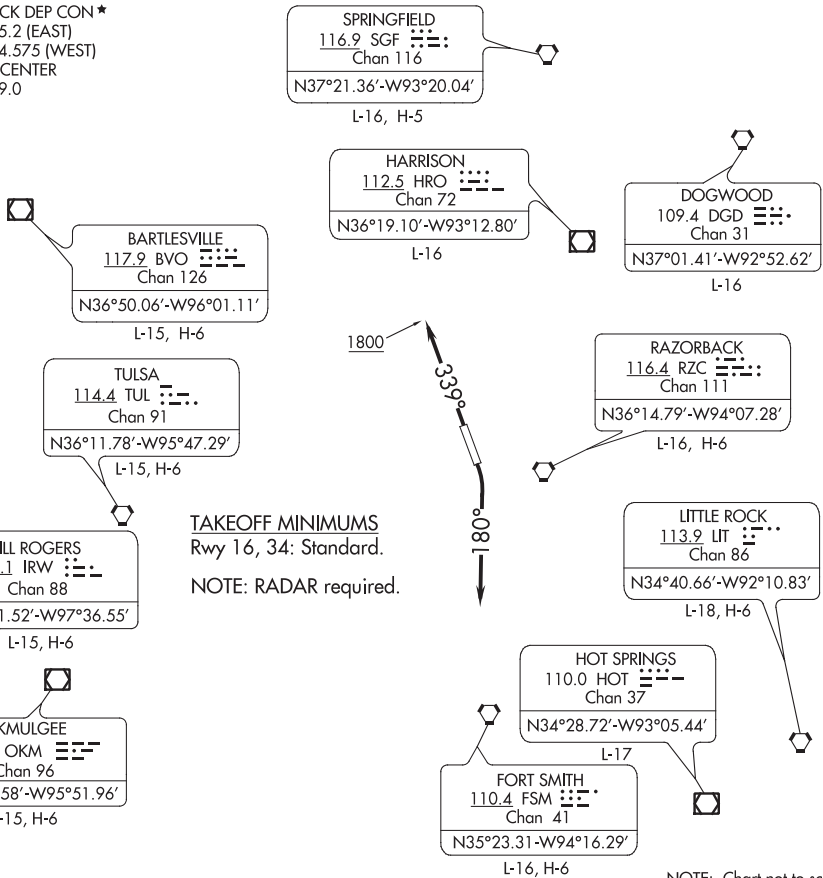 CK DEP CON★
5.2 (EAST)
4.575 (WEST)
CENTER
9.0
SPRINGFIELD
116.9 SGF
Chan 116
N37°21.36'-W93°20.04'
L-16, H-5
HARRISON
112.5 HRO
Chan 72
N36°19.10'-W93°12.80'
L-16
DOGWOOD
109.4 DGD
Chan 31
N37°01.41'-W92°52.62'
L-16
BARTLESVILLE
117.9 BVO
Chan 126
N36°50.06'-W96°01.11'
L-15, H-6
1800
339°
180°
TULSA
114.4 TUL
Chan 91
N36°11.78'-W95°47.29'
L-15, H-6
RAZORBACK
116.4 RZC
Chan 111
N36°14.79'-W94°07.28'
L-16, H-6
TAKEOFF MINIMUMS
Rwy 16, 34: Standard.
NOTE: RADAR required.
LL ROGERS
.1 IRW
Chan 88
.52'-W97°36.55'
L-15, H-6
LITTLE ROCK
113.9 LIT
Chan 86
N34°40.66'-W92°10.83'
L-18, H-6
KMULGEE
OKM
Chan 96
58'-W95°51.96'
-15, H-6
HOT SPRINGS
110.0 HOT
Chan 37
N34°28.72'-W93°05.44'
L-17
FORT SMITH
110.4 FSM
Chan 41
N35°23.31-W94°16.29'
L-16, H-6
NOTE: Chart not to sc